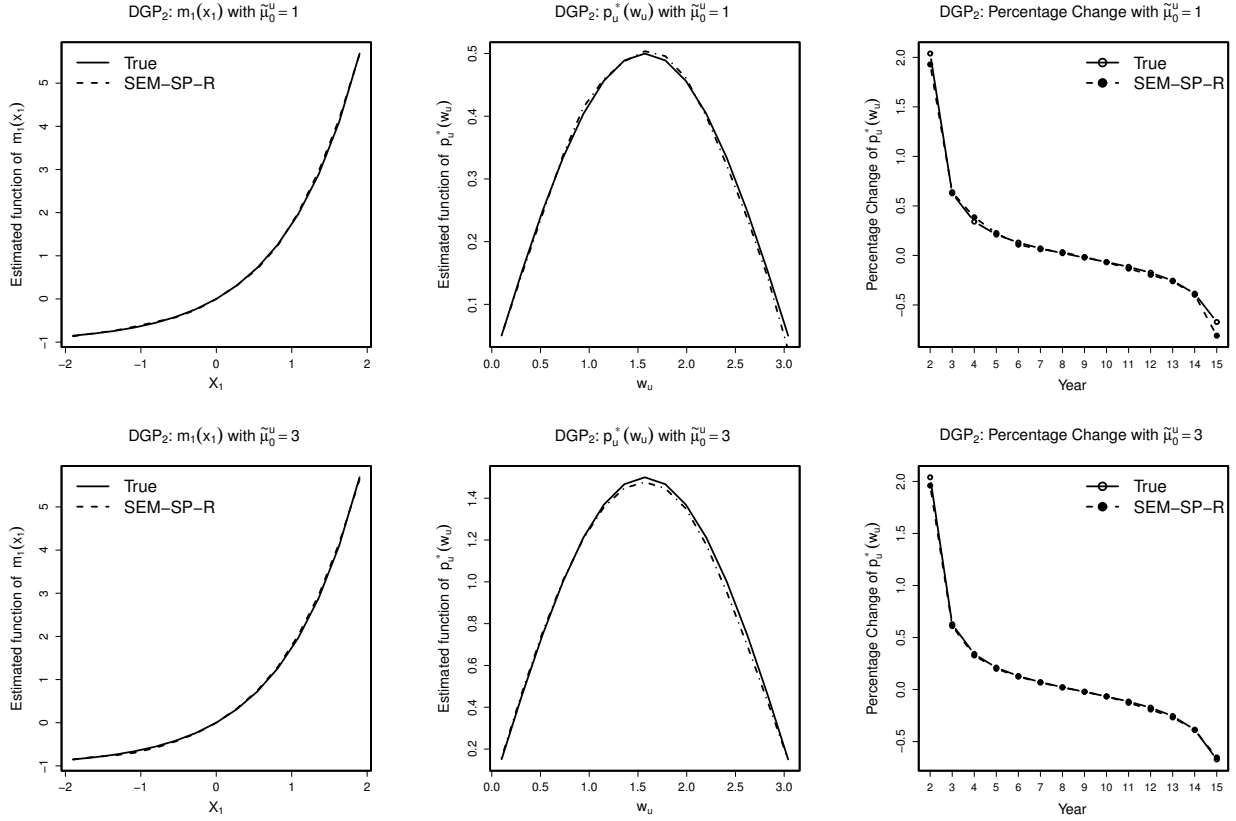 DGP₂: m₁(x₁) with μ̃₀ᵘ = 1
Estimated function of m₁(x₁)
True
SEM−SP−R
−1 0 1 2 3 4 5
−2 −1 0 1 2
X₁
DGP₂: pᵤ*(wᵤ) with μ̃₀ᵘ = 1
Estimated function of pᵤ*(wᵤ)
0.1 0.2 0.3 0.4 0.5
0.0 0.5 1.0 1.5 2.0 2.5 3.0
wᵤ
DGP₂: Percentage Change with μ̃₀ᵘ = 1
Percentage Change of pᵤ*(wᵤ)
True
SEM−SP−R
−0.5 0.0 0.5 1.0 1.5 2.0
2 3 4 5 6 7 8 9 10 11 12 13 14 15
Year
DGP₂: m₁(x₁) with μ̃₀ᵘ = 3
Estimated function of m₁(x₁)
True
SEM−SP−R
−1 0 1 2 3 4 5
−2 −1 0 1 2
X₁
DGP₂: pᵤ*(wᵤ) with μ̃₀ᵘ = 3
Estimated function of pᵤ*(wᵤ)
0.2 0.4 0.6 0.8 1.0 1.2 1.4
0.0 0.5 1.0 1.5 2.0 2.5 3.0
wᵤ
DGP₂: Percentage Change with μ̃₀ᵘ = 3
Percentage Change of pᵤ*(wᵤ)
True
SEM−SP−R
−0.5 0.0 0.5 1.0 1.5 2.0
2 3 4 5 6 7 8 9 10 11 12 13 14 15
Year